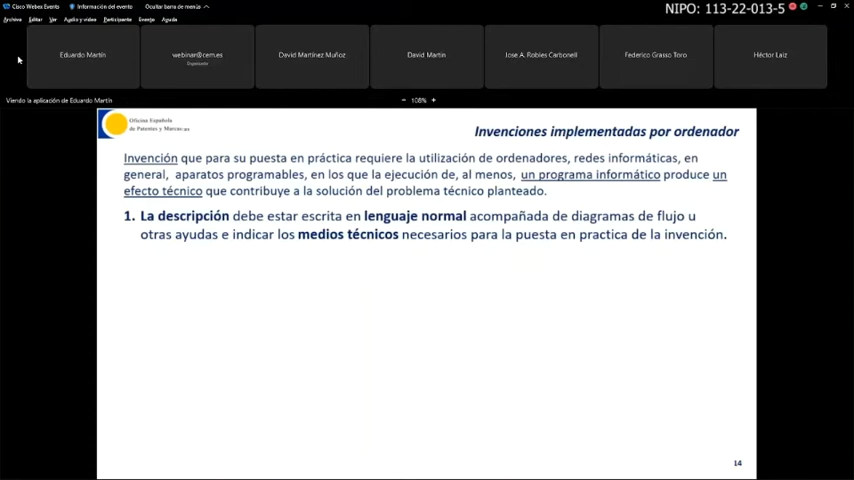 Cisco Webex Events
Información del evento
Ocultar barra de menús
NIPO: 113-22-013-5
Archivo Editar Ver Audio y vídeo Participante Evento Ayuda
Eduardo Martín
webinar@cem.es
Organizador
David Martínez Muñoz
David Martín
Jose A. Robles Carbonell
Federico Grasso Toro
Héctor Laiz
Viendo la aplicación de Eduardo Martín
− 108% +
Oficina Española
de Patentes y Marcas
Invenciones implementadas por ordenador
Invención que para su puesta en práctica requiere la utilización de ordenadores, redes informáticas, en
general, aparatos programables, en los que la ejecución de, al menos, un programa informático produce un
efecto técnico que contribuye a la solución del problema técnico planteado.
1. La descripción debe estar escrita en lenguaje normal acompañada de diagramas de flujo u
otras ayudas e indicar los medios técnicos necesarios para la puesta en practica de la invención.
14